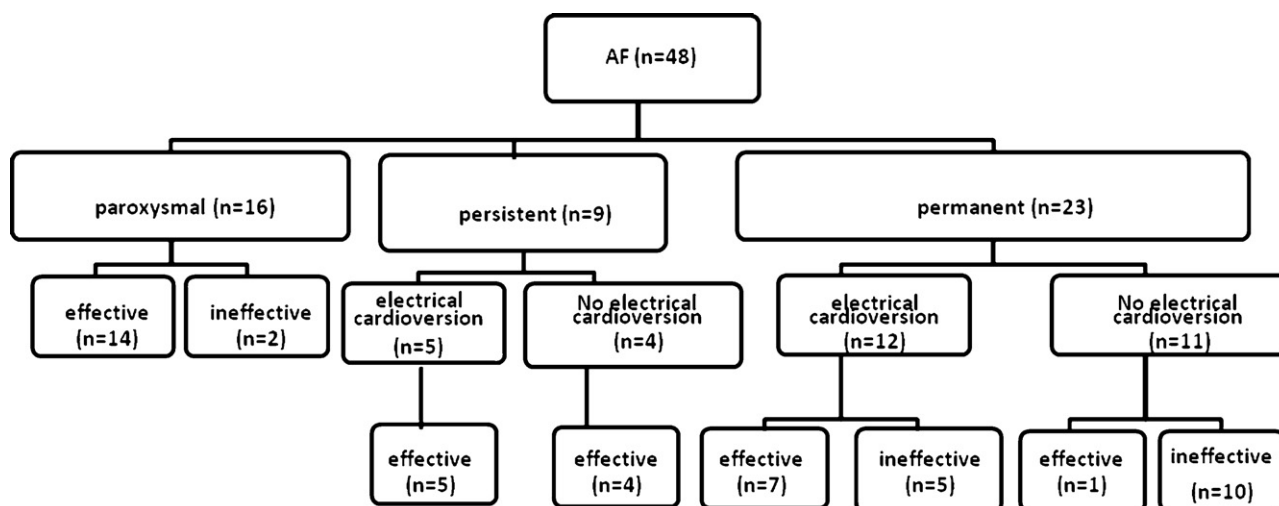 AF (n=48)
paroxysmal (n=16)
persistent (n=9)
permanent (n=23)
effective
(n=14)
ineffective
(n=2)
electrical
cardioversion
(n=5)
No electrical
cardioversion
(n=4)
electrical
cardioversion
(n=12)
No electrical
cardioversion
(n=11)
effective
(n=5)
effective
(n=4)
effective
(n=7)
ineffective
(n=5)
effective
(n=1)
ineffective
(n=10)